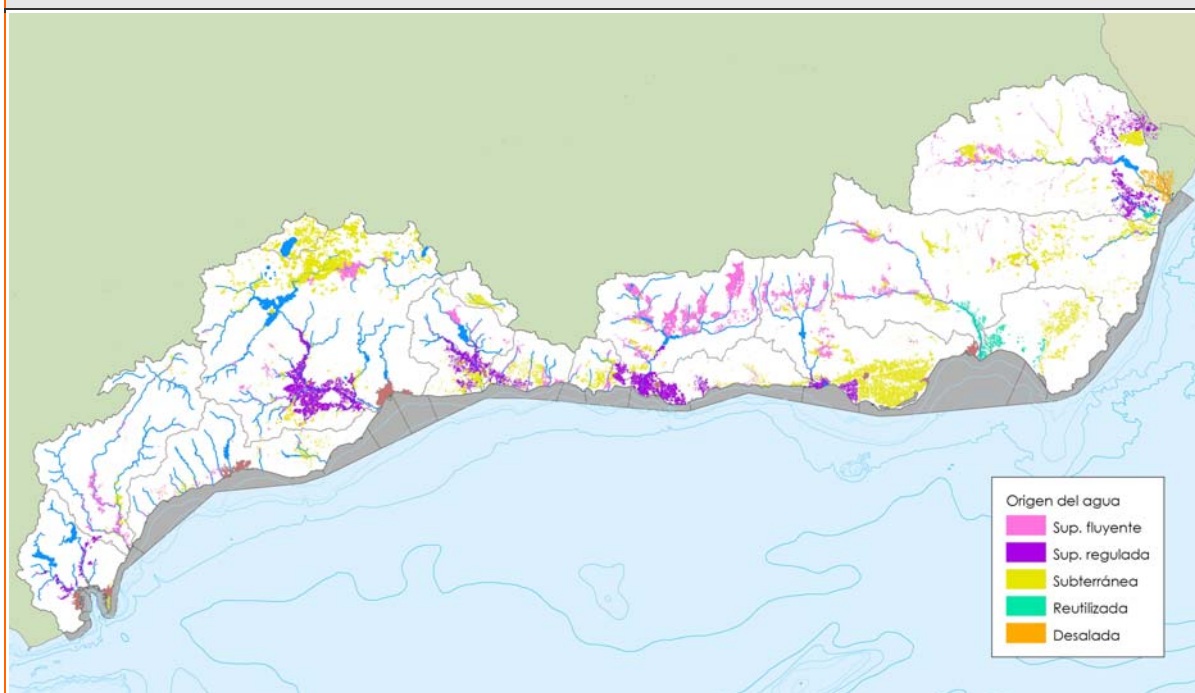 Origen del agua
Sup. fluyente
Sup. regulada
Subterránea
Reutilizada
Desalada